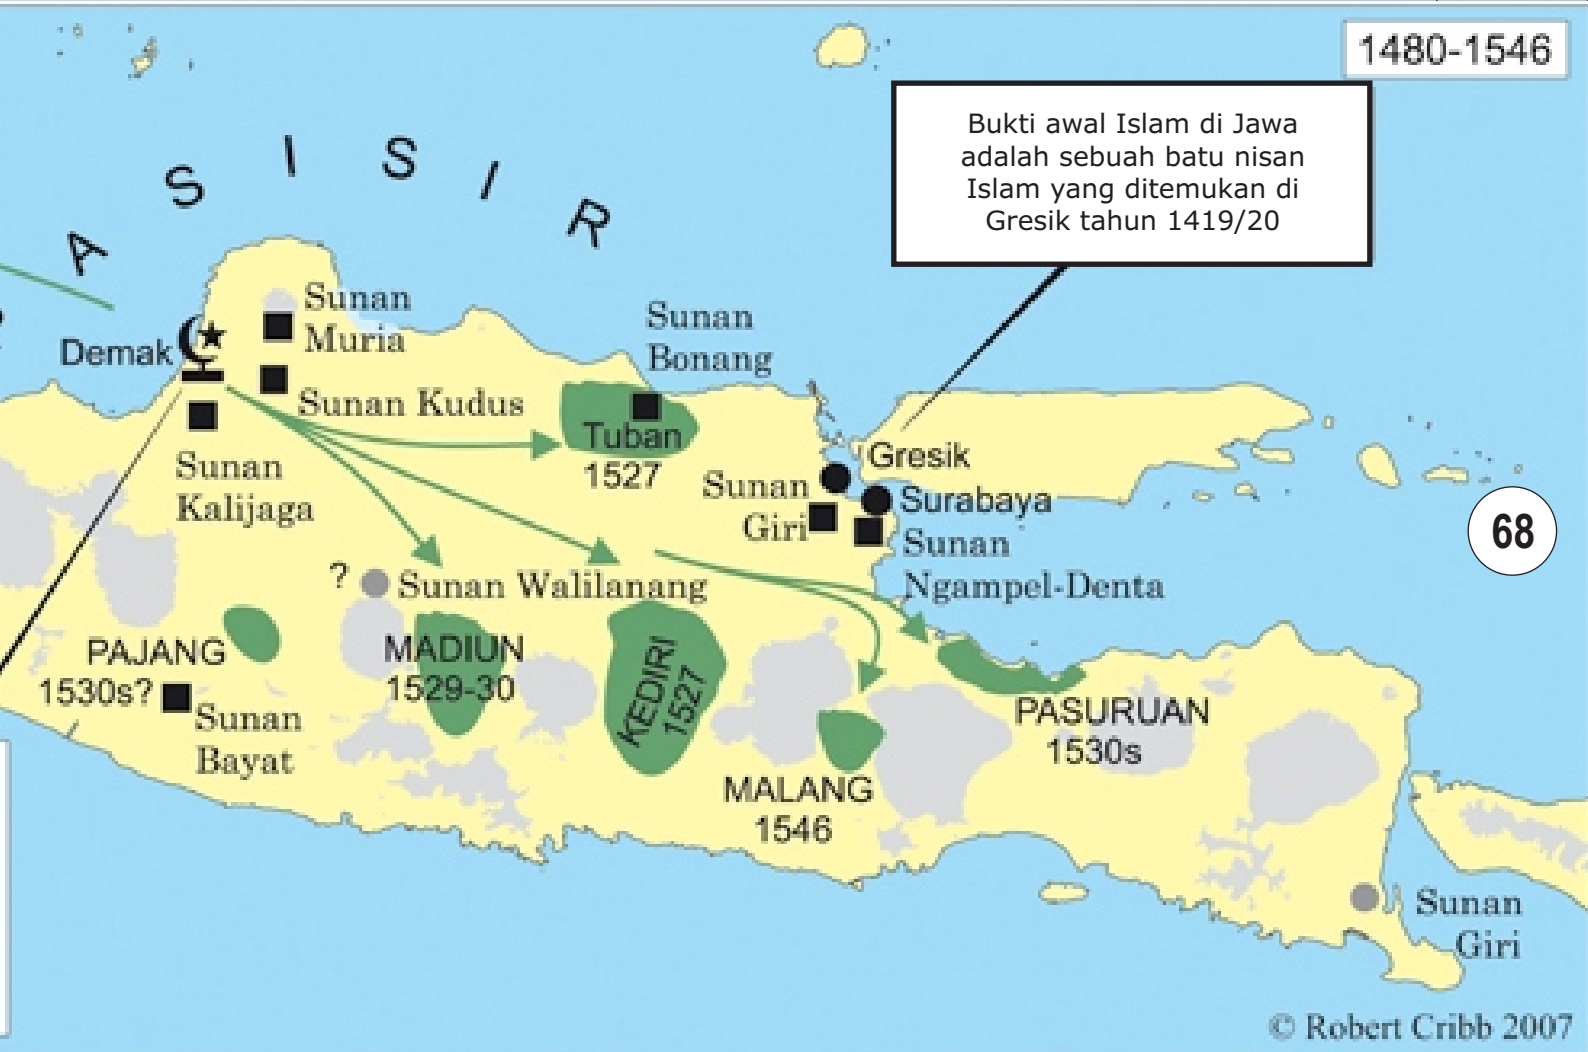 1480-1546
Bukti awal Islam di Jawa
adalah sebuah batu nisan
Islam yang ditemukan di
Gresik tahun 1419/20
A S I S I R
Sunan
Muria
Demak
Sunan Kudus
Sunan
Kalijaga
Sunan
Bonang
Tuban
1527
Gresik
Sunan
Giri
Surabaya
Sunan
Ngampel-Denta
68
?
Sunan Walilanang
PAJANG
1530s?
Sunan
Bayat
MADIUN
1529-30
KEDIRI
1527
MALANG
1546
PASURUAN
1530s
Sunan
Giri
© Robert Cribb 2007